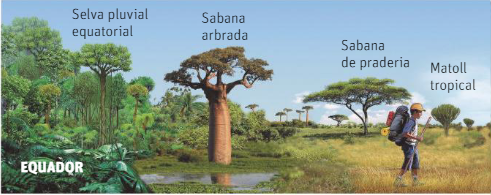 Selva pluvial
equatorial
Sabana
arbrada
Sabana
de praderia
Matoll
tropical
EQUADOR